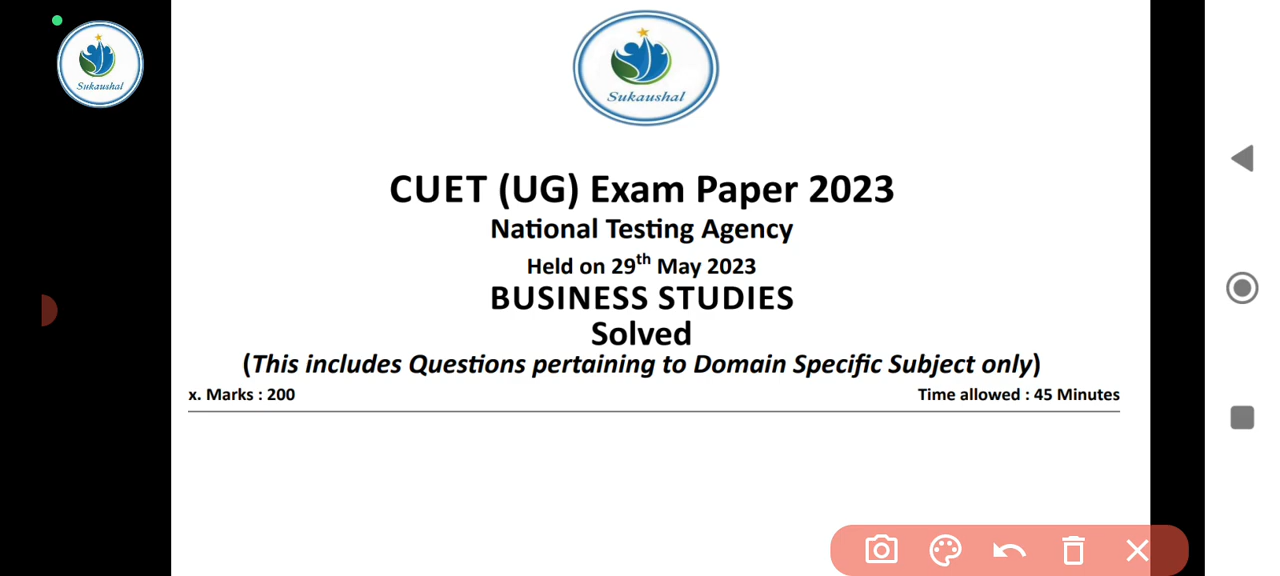 Sukaushal
Sukaushal
CUET (UG) Exam Paper 2023
National Testing Agency
Held on 29th May 2023
BUSINESS STUDIES
Solved
(This includes Questions pertaining to Domain Specific Subject only)
x. Marks : 200 Time allowed : 45 Minutes